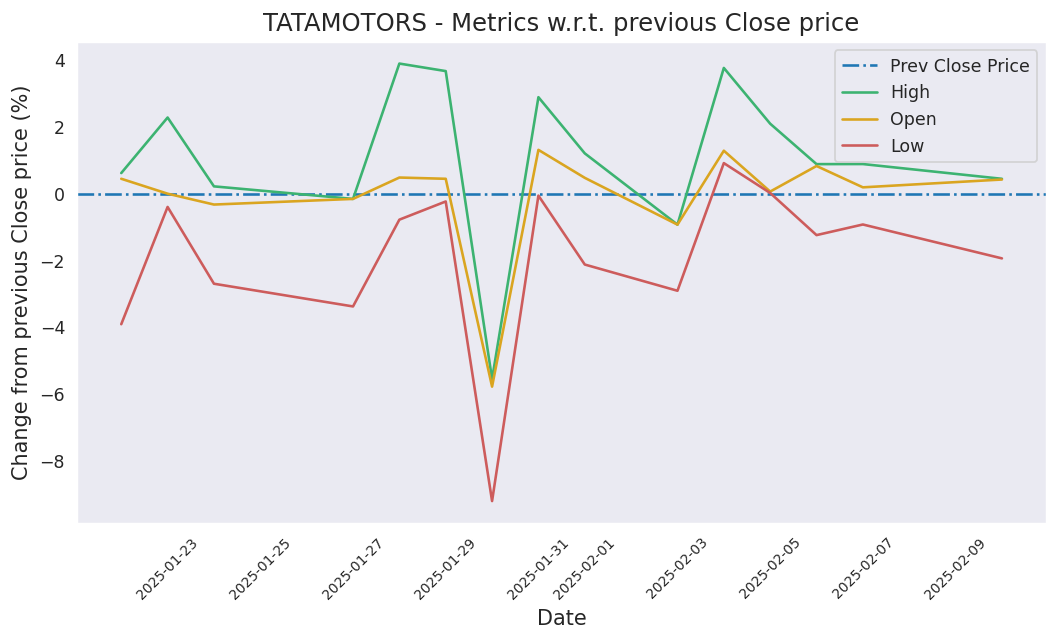 TATAMOTORS - Metrics w.r.t. previous Close price
Change from previous Close price (%)
4
2
0
−2
−4
−6
−8
Prev Close Price
High
Open
Low
2025-01-23
2025-01-25
2025-01-27
2025-01-29
2025-01-31
2025-02-01
2025-02-03
2025-02-05
2025-02-07
2025-02-09
Date